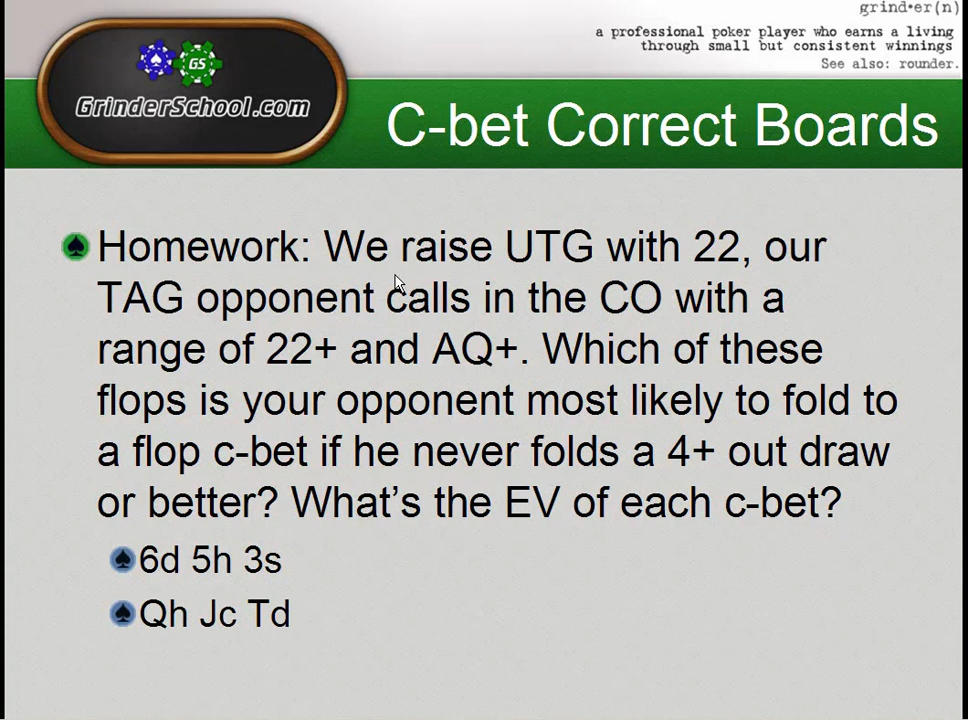 grind•er(n)
a professional poker player who earns a living
through small but consistent winnings
See also: rounder.
GS
GrinderSchool.com
C-bet Correct Boards
Homework: We raise UTG with 22, our
TAG opponent calls in the CO with a
range of 22+ and AQ+. Which of these
flops is your opponent most likely to fold to
a flop c-bet if he never folds a 4+ out draw
or better? What’s the EV of each c-bet?
6d 5h 3s
Qh Jc Td